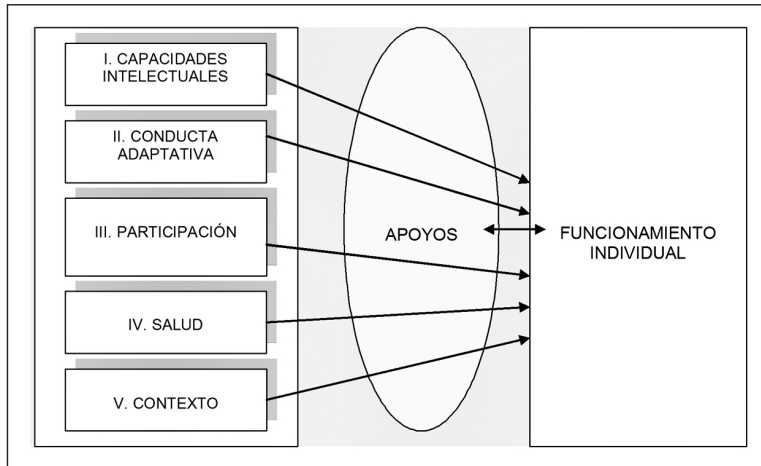 I. CAPACIDADES
INTELECTUALES
II. CONDUCTA
ADAPTATIVA
III. PARTICIPACIÓN
IV. SALUD
V. CONTEXTO
APOYOS
FUNCIONAMIENTO
INDIVIDUAL